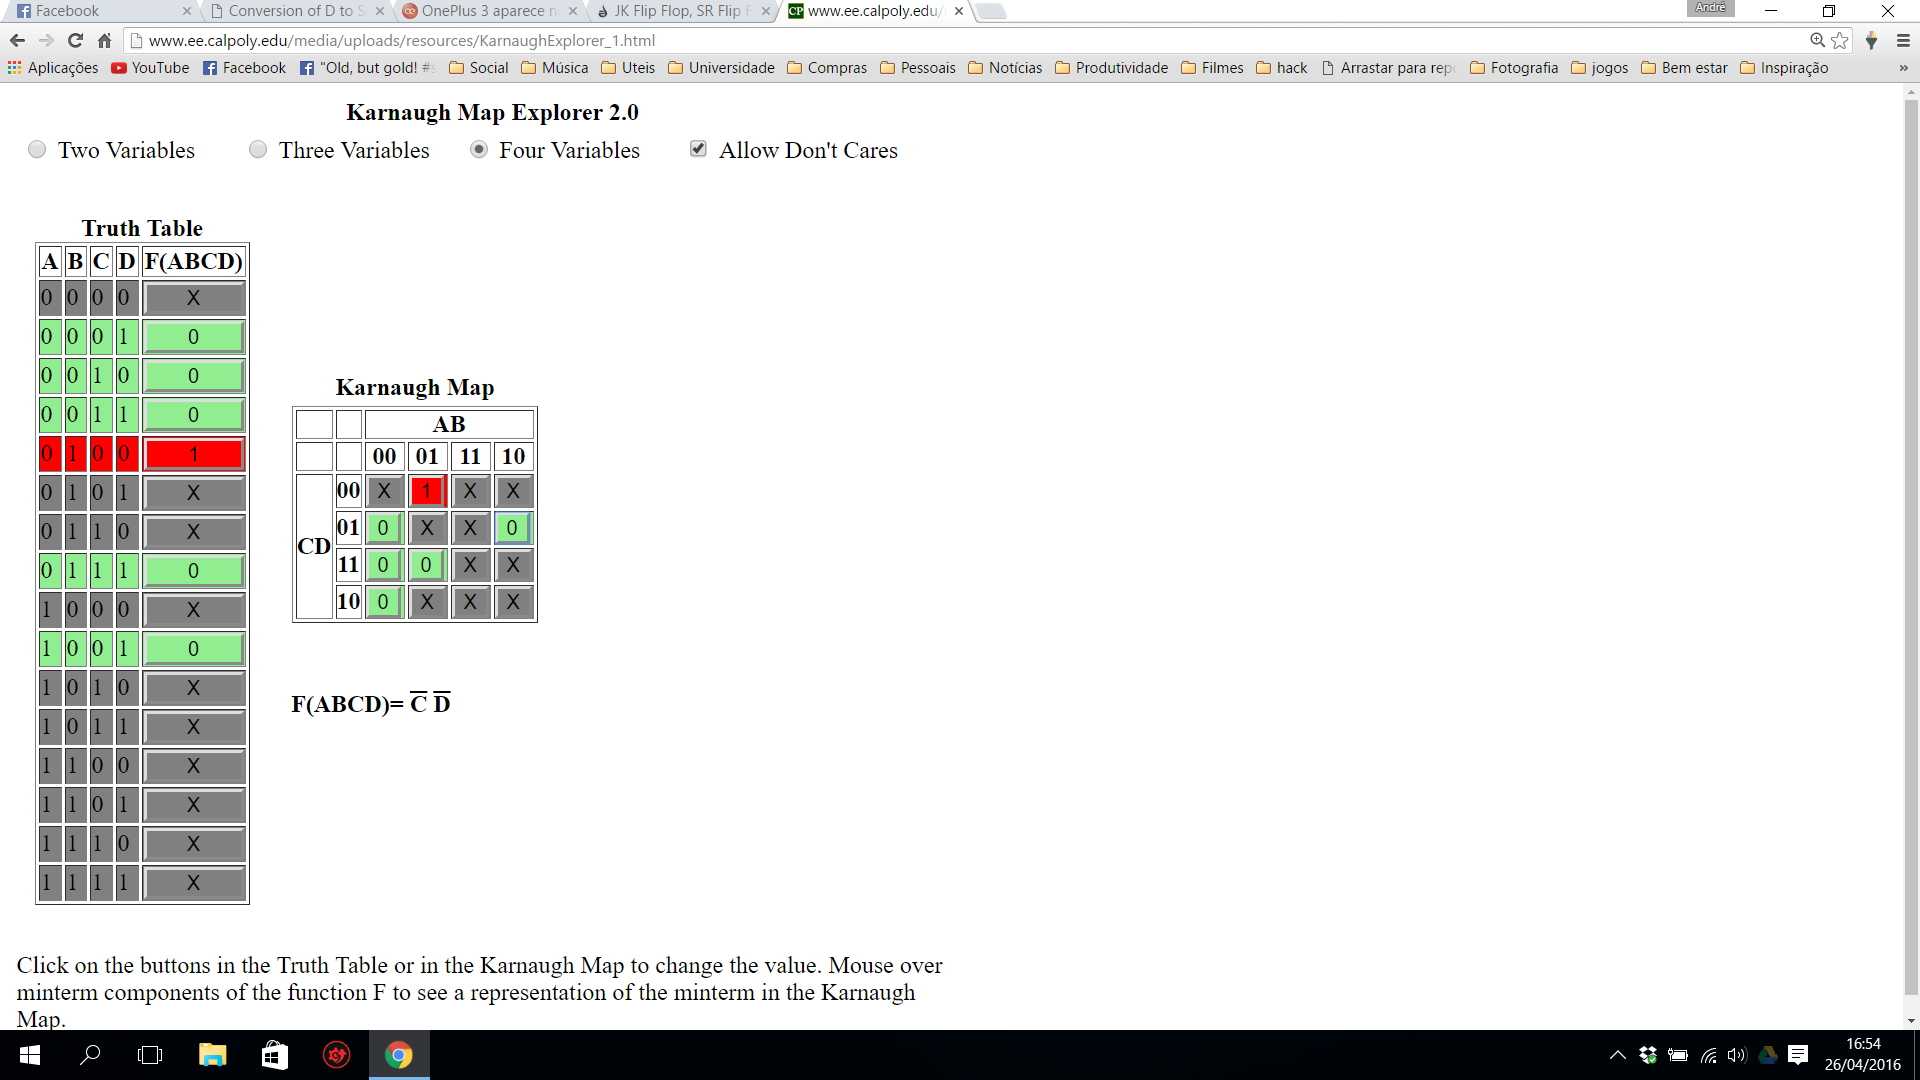 André
Facebook
Conversion of D to S
OnePlus 3 aparece n
JK Flip Flop, SR Flip F
www.ee.calpoly.edu/
www.ee.calpoly.edu/media/uploads/resources/KarnaughExplorer_1.html
Aplicações YouTube Facebook "Old, but gold! #s Social Música Uteis Universidade Compras Pessoais Notícias Produtividade Filmes hack Arrastar para repo Fotografia jogos Bem estar Inspiração »
Karnaugh Map Explorer 2.0
Two Variables Three Variables Four Variables Allow Don't Cares
Truth Table
A B C D F(ABCD)
0 0 0 0 X
0 0 0 1 0
0 0 1 0 0
0 0 1 1 0
0 1 0 0 1
0 1 0 1 X
0 1 1 0 X
0 1 1 1 0
1 0 0 0 X
1 0 0 1 0
1 0 1 0 X
1 0 1 1 X
1 1 0 0 X
1 1 0 1 X
1 1 1 0 X
1 1 1 1 X
Karnaugh Map
AB
00 01 11 10
CD
00 X 1 X X
01 0 X X 0
11 0 0 X X
10 0 X X X
F(ABCD)= C̅ D̅
Click on the buttons in the Truth Table or in the Karnaugh Map to change the value. Mouse over
minterm components of the function F to see a representation of the minterm in the Karnaugh
Map.
16:54
26/04/2016